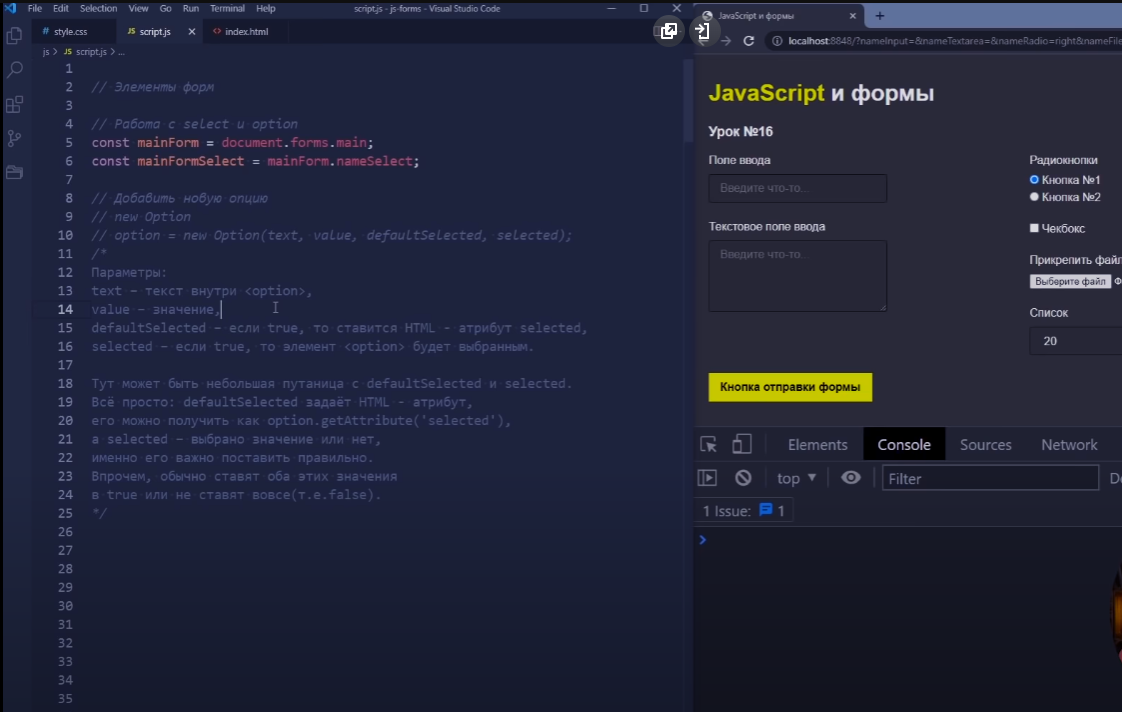 File Edit Selection View Go Run Terminal Help
script.js - js-forms - Visual Studio Code
# style.css
JS script.js ×
<> index.html
js > JS script.js > ...
1
2 // Элементы форм
3
4 // Работа с select и option
5 const mainForm = document.forms.main;
6 const mainFormSelect = mainForm.nameSelect;
7
8 // Добавить новую опцию
9 // new Option
10 // option = new Option(text, value, defaultSelected, selected);
11 /*
12 Параметры:
13 text – текст внутри <option>,
14 value – значение,
15 defaultSelected – если true, то ставится HTML - атрибут selected,
16 selected – если true, то элемент <option> будет выбранным.
17
18 Тут может быть небольшая путаница с defaultSelected и selected.
19 Всё просто: defaultSelected задаёт HTML - атрибут,
20 его можно получить как option.getAttribute('selected'),
21 а selected – выбрано значение или нет,
22 именно его важно поставить правильно.
23 Впрочем, обычно ставят оба этих значения
24 в true или не ставят вовсе(т.е.false).
25 */
26
27
28
29
30
31
32
33
34
35
JavaScript и формы
localhost:8848/?nameInput=&nameTextarea=&nameRadio=right&nameFile
JavaScript и формы
Урок №16
Поле ввода
Введите что-то...
Текстовое поле ввода
Введите что-то..
Радиокнопки
Кнопка №1
Кнопка №2
Чекбокс
Прикрепить файл
Выберите файл
Список
20
Кнопка отправки формы
Elements Console Sources Network
top ▼ Filter
1 Issue: 1